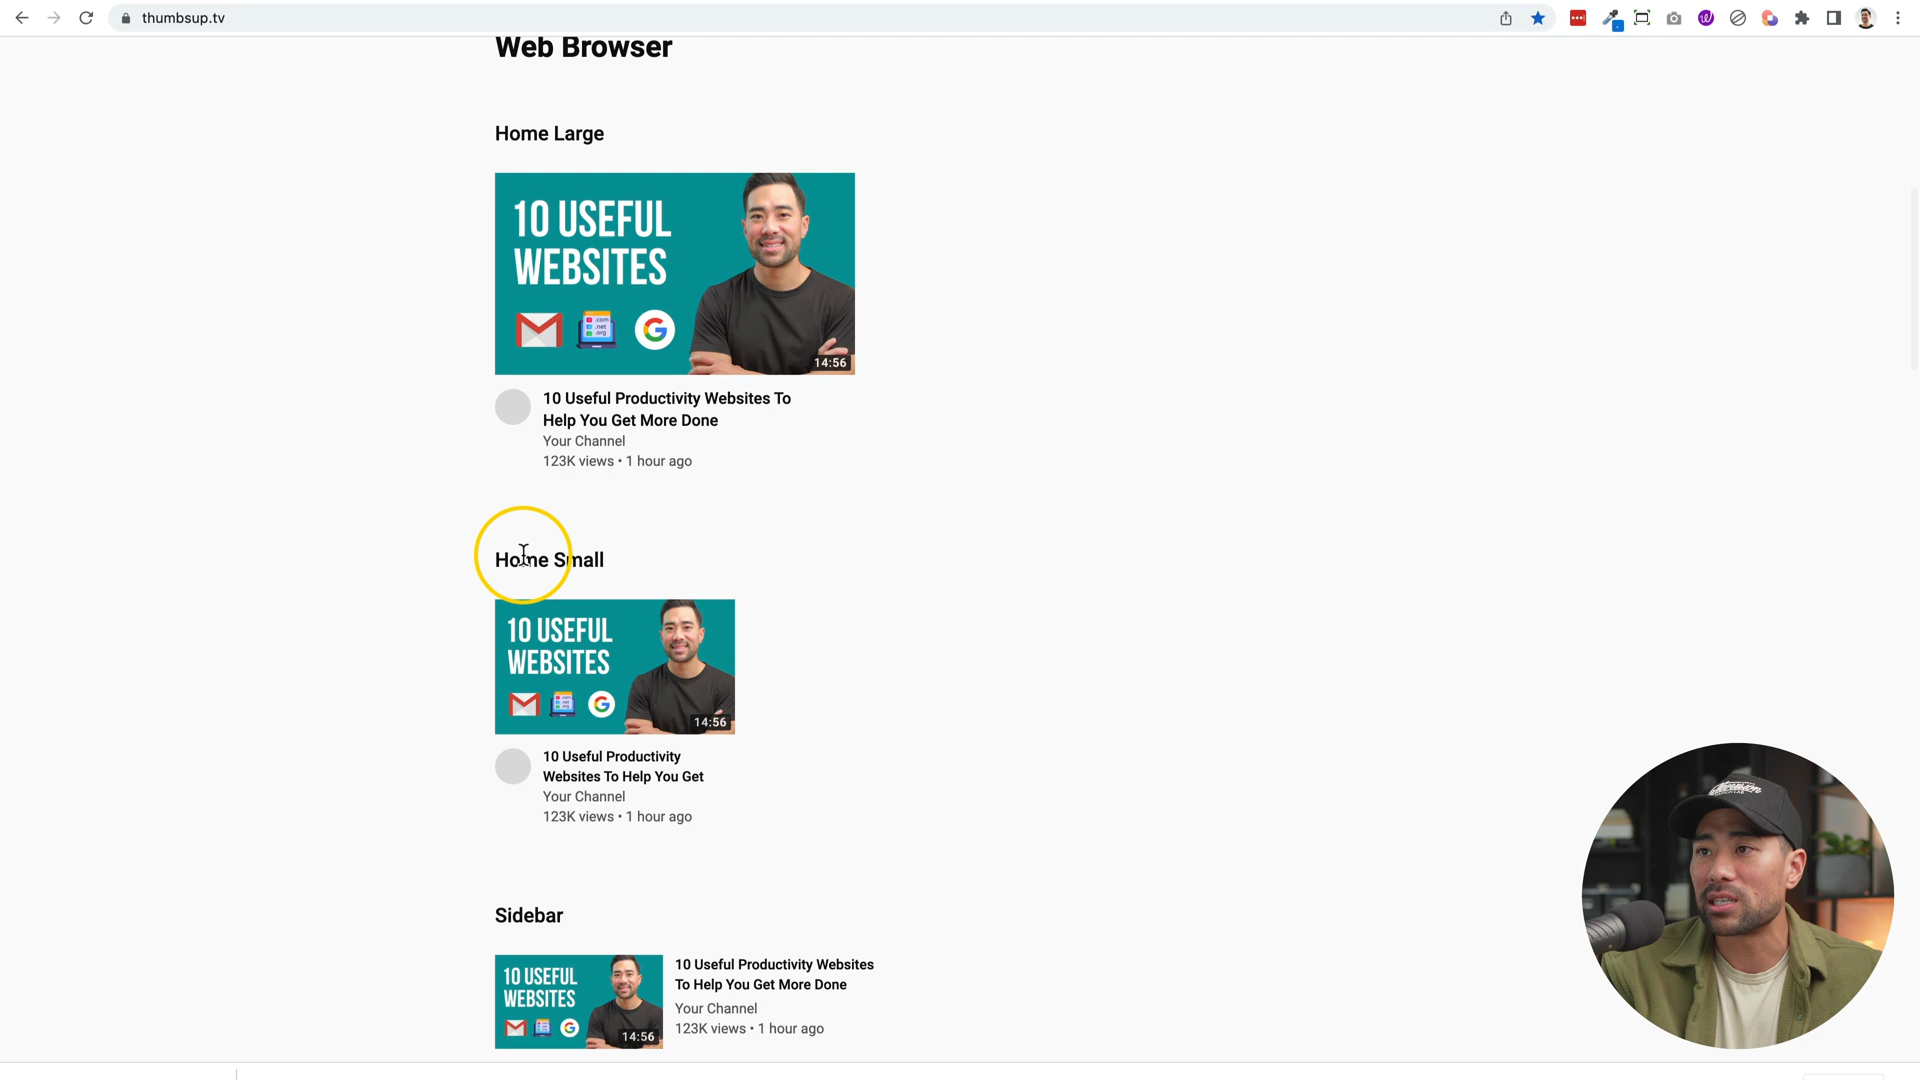 thumbsup.tv
Web Browser
Home Large
10 USEFUL
WEBSITES
.com
.net
.org
14:56
10 Useful Productivity Websites To
Help You Get More Done
Your Channel
123K views • 1 hour ago
Home Small
10 USEFUL
WEBSITES
14:56
10 Useful Productivity
Websites To Help You Get
Your Channel
123K views • 1 hour ago
Sidebar
10 USEFUL
WEBSITES
14:56
10 Useful Productivity Websites
To Help You Get More Done
Your Channel
123K views • 1 hour ago